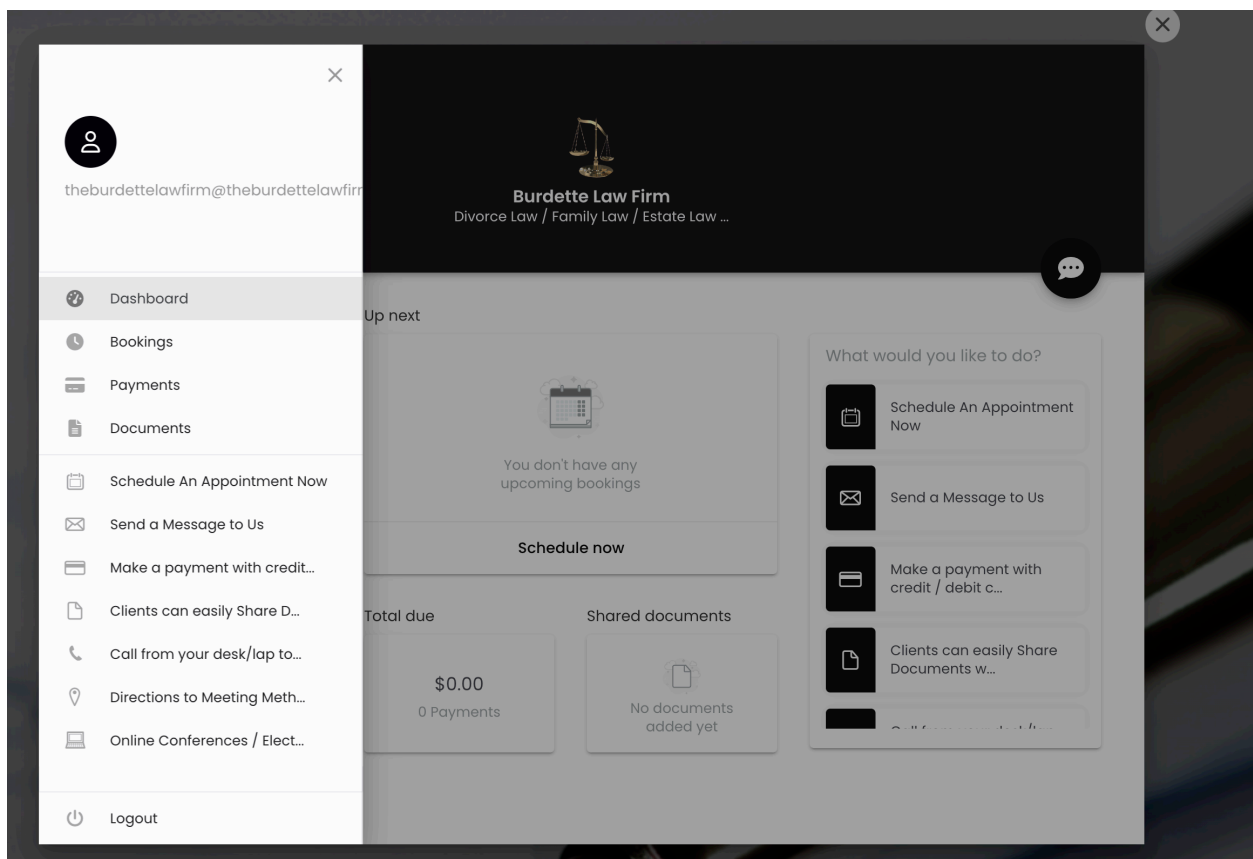 theburdettelawfirm@theburdettelawfir
Dashboard
Bookings
Payments
Documents
Schedule An Appointment Now
Send a Message to Us
Make a payment with credit...
Clients can easily Share D...
Call from your desk/lap to...
Directions to Meeting Meth...
Online Conferences / Elect...
Logout
Burdette Law Firm
Divorce Law / Family Law / Estate Law ...
Up next
You don't have any
upcoming bookings
Schedule now
Total due
$0.00
0 Payments
Shared documents
No documents
added yet
What would you like to do?
Schedule An Appointment
Now
Send a Message to Us
Make a payment with
credit / debit c...
Clients can easily Share
Documents w...